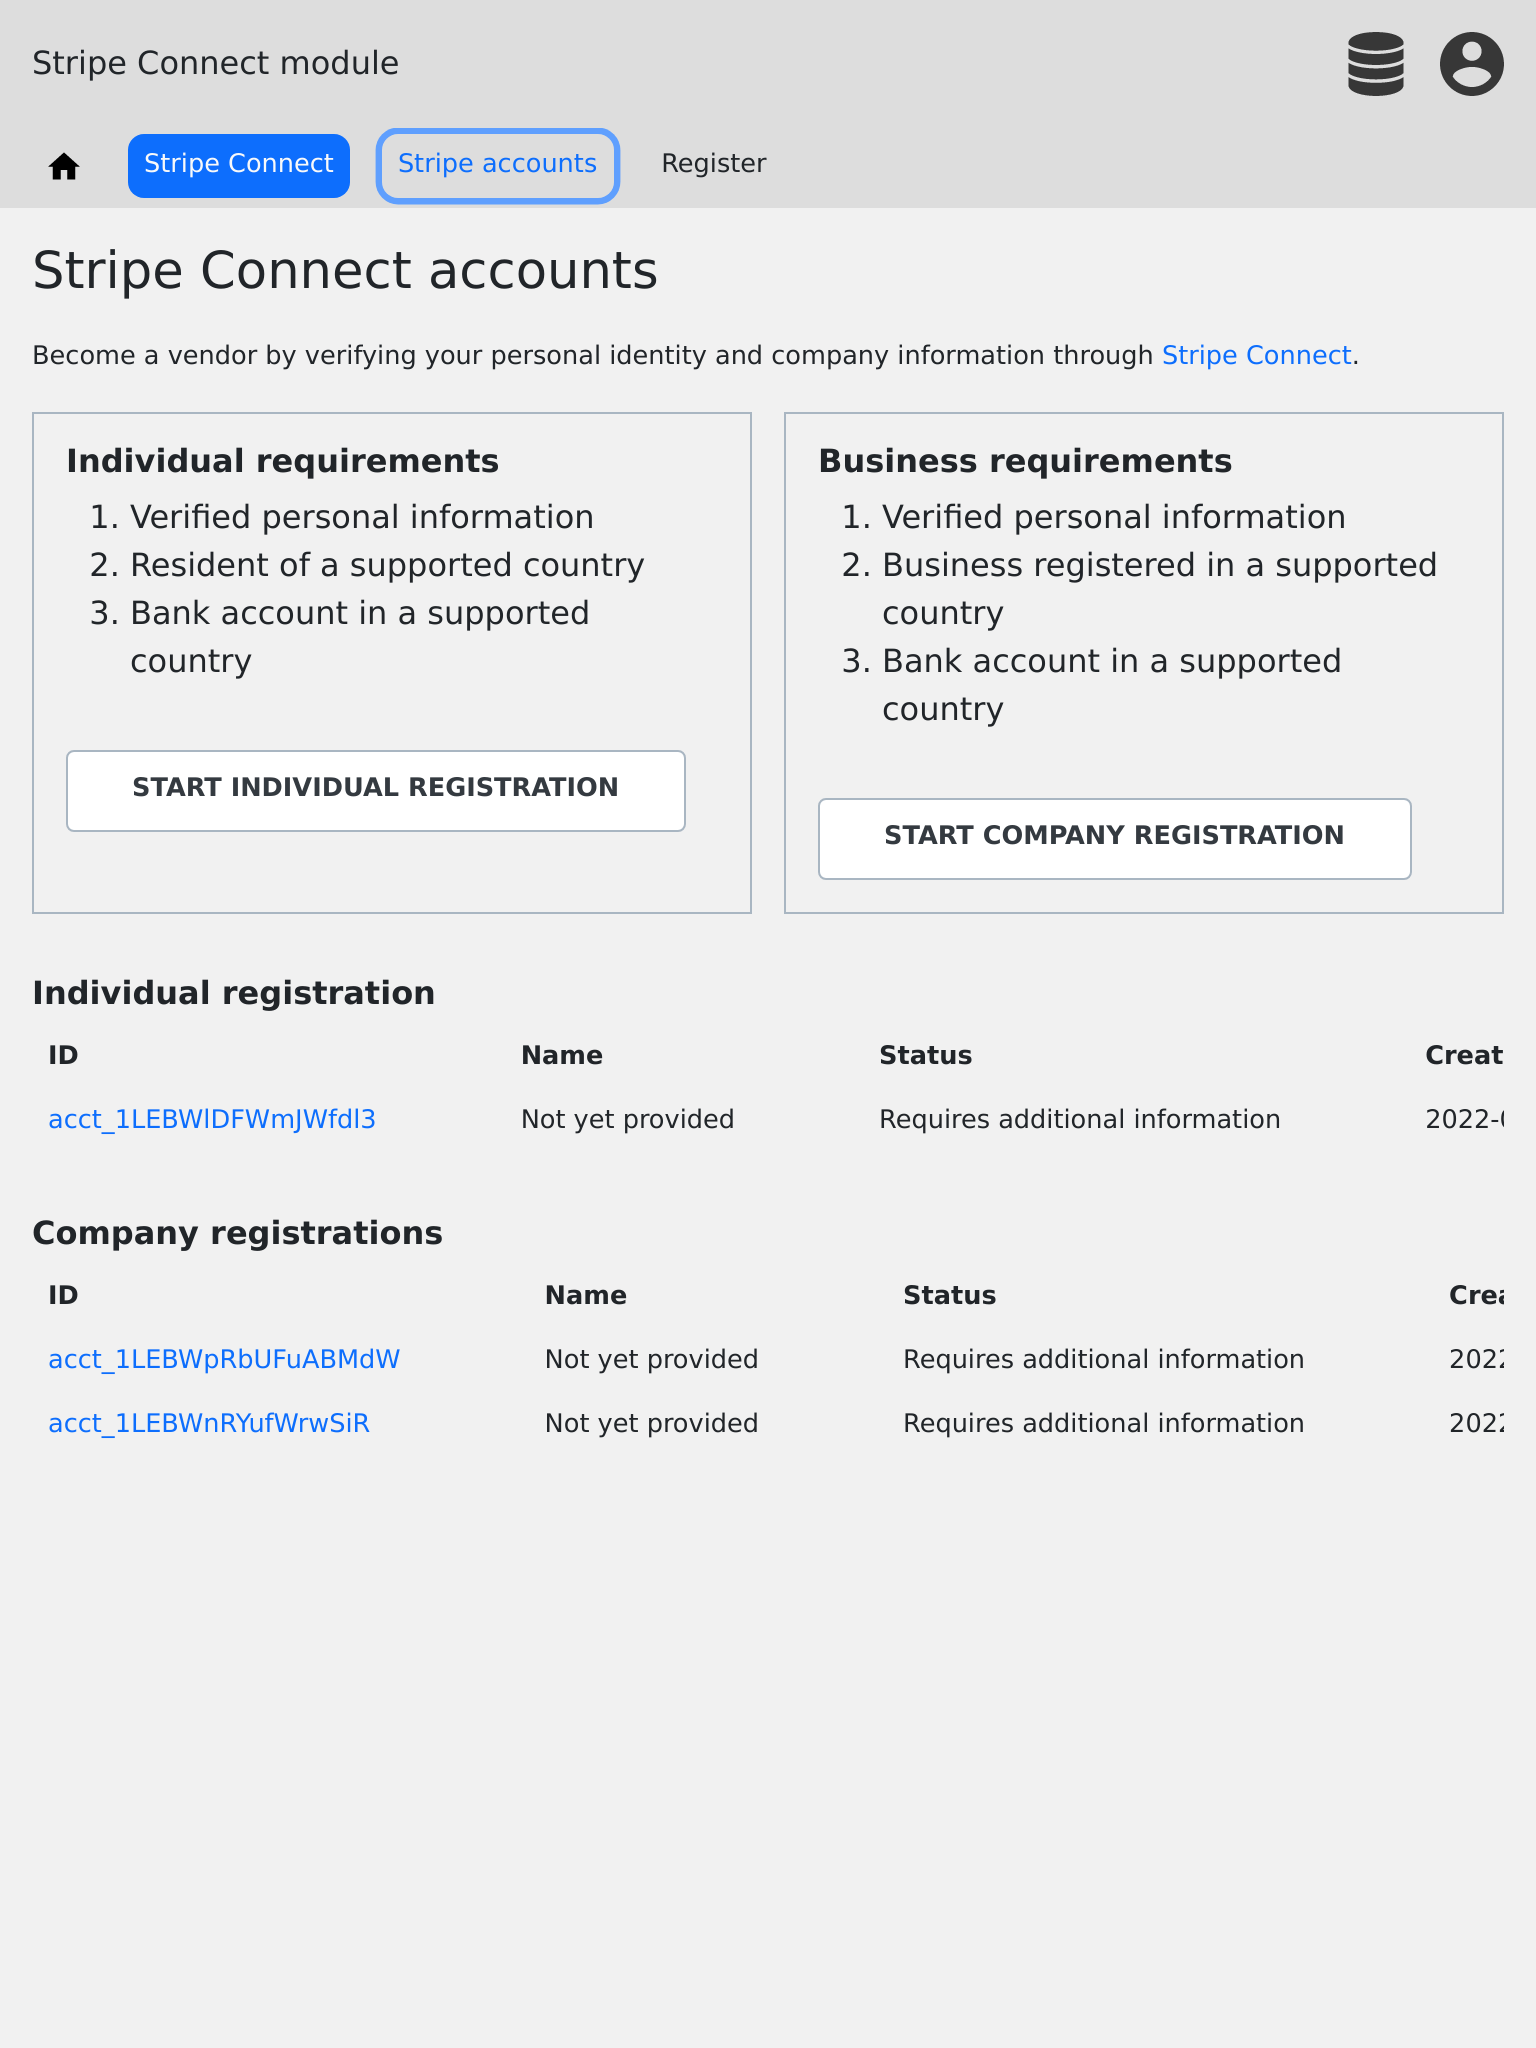 Stripe Connect module
Stripe Connect
Stripe accounts
Register
Stripe Connect accounts
Become a vendor by verifying your personal identity and company information through Stripe Connect.
Individual requirements
1. Verified personal information
2. Resident of a supported country
3. Bank account in a supported
country
START INDIVIDUAL REGISTRATION
Business requirements
1. Verified personal information
2. Business registered in a supported
country
3. Bank account in a supported
country
START COMPANY REGISTRATION
Individual registration
ID Name Status Creat
acct_1LEBWlDFWmJWfdl3 Not yet provided Requires additional information 2022-
Company registrations
ID Name Status Crea
acct_1LEBWpRbUFuABMdW Not yet provided Requires additional information 2022
acct_1LEBWnRYufWrwSiR Not yet provided Requires additional information 2022